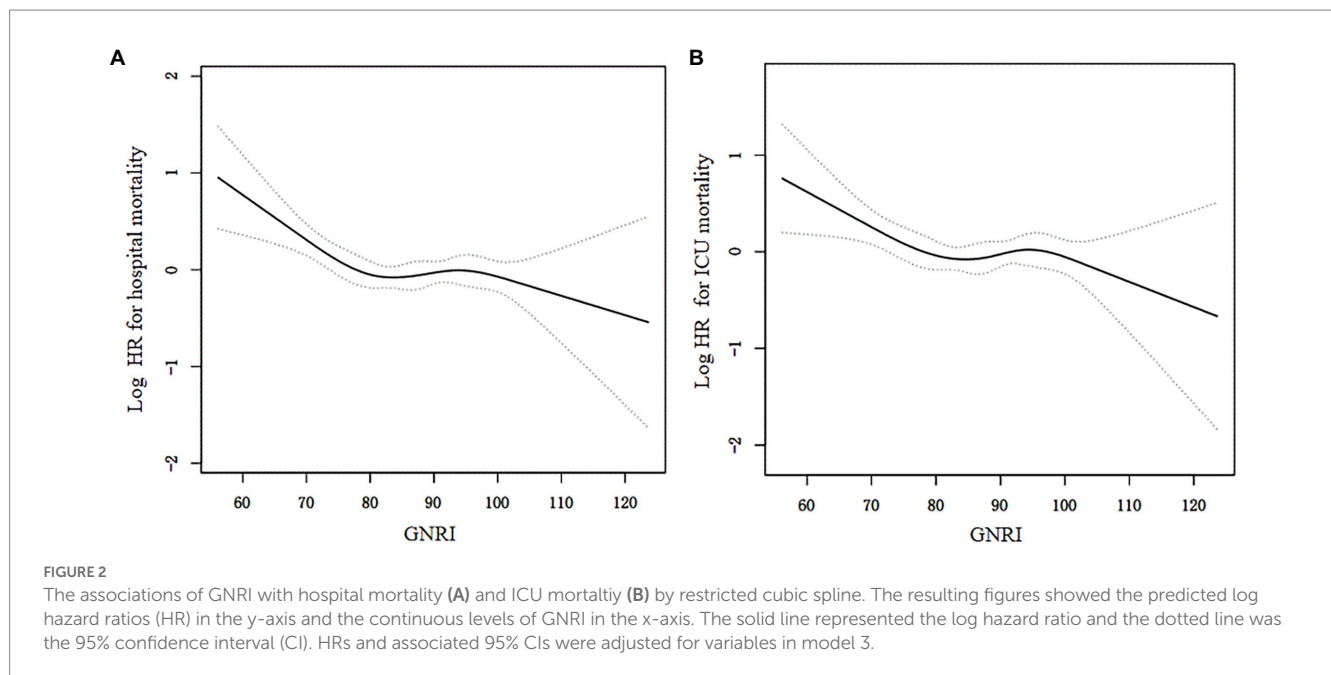 A
B
2
1
0
-1
-2
Log HR for hospital mortality
60 70 80 90 100 110 120
GNRI
1
0
-1
-2
Log HR for ICU mortality
60 70 80 90 100 110 120
GNRI
FIGURE 2
The associations of GNRI with hospital mortality (A) and ICU mortaltiy (B) by restricted cubic spline. The resulting figures showed the predicted log
hazard ratios (HR) in the y-axis and the continuous levels of GNRI in the x-axis. The solid line represented the log hazard ratio and the dotted line was
the 95% confidence interval (CI). HRs and associated 95% CIs were adjusted for variables in model 3.